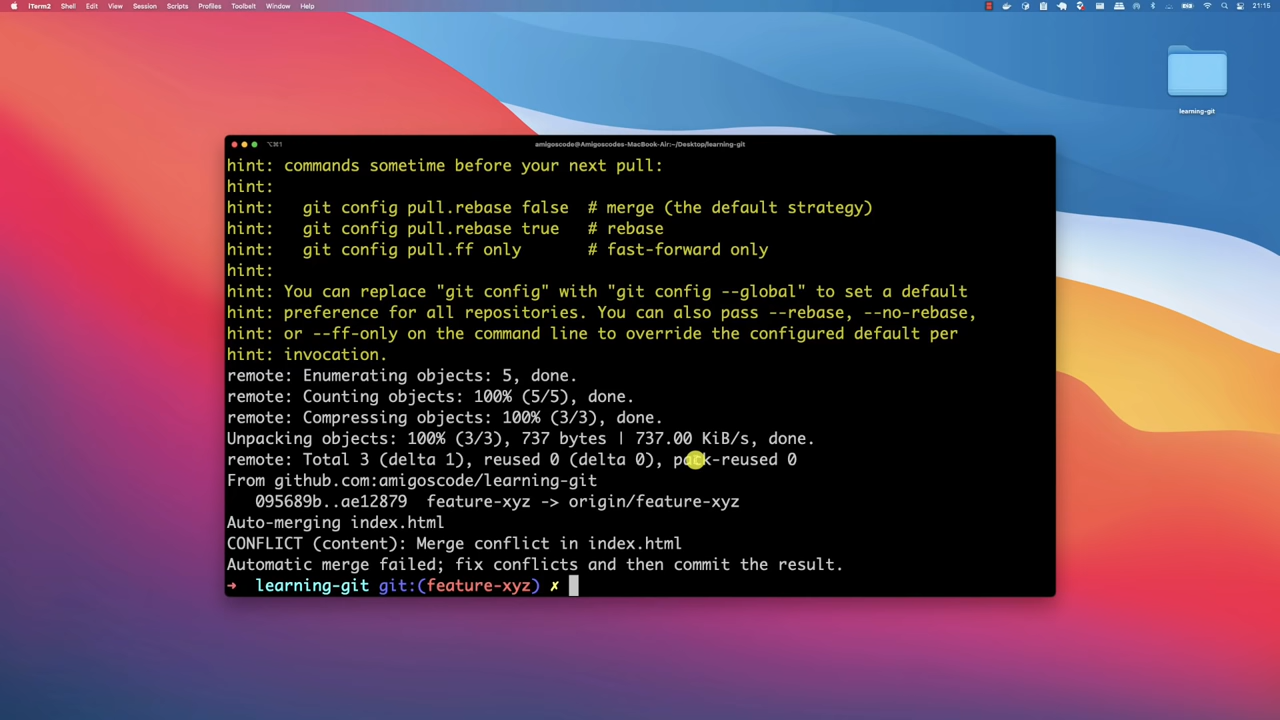 iTerm2 Shell Edit View Session Scripts Profiles Toolbelt Window Help 21:15
learning-git
⌥⌘1 amigoscode@Amigoscodes-MacBook-Air:~/Desktop/learning-git
hint: commands sometime before your next pull:
hint:
hint:   git config pull.rebase false  # merge (the default strategy)
hint:   git config pull.rebase true   # rebase
hint:   git config pull.ff only       # fast-forward only
hint:
hint: You can replace "git config" with "git config --global" to set a default
hint: preference for all repositories. You can also pass --rebase, --no-rebase,
hint: or --ff-only on the command line to override the configured default per
hint: invocation.
remote: Enumerating objects: 5, done.
remote: Counting objects: 100% (5/5), done.
remote: Compressing objects: 100% (3/3), done.
Unpacking objects: 100% (3/3), 737 bytes | 737.00 KiB/s, done.
remote: Total 3 (delta 1), reused 0 (delta 0), pack-reused 0
From github.com:amigoscode/learning-git
   095689b..ae12879  feature-xyz -> origin/feature-xyz
Auto-merging index.html
CONFLICT (content): Merge conflict in index.html
Automatic merge failed; fix conflicts and then commit the result.
➜  learning-git git:(feature-xyz) ✗